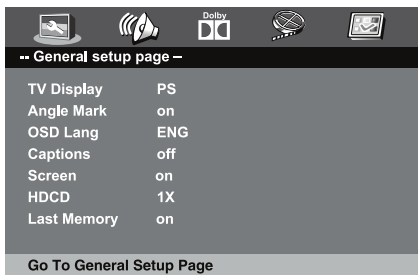 Dolby
-- General setup page –
TV Display PS
Angle Mark on
OSD Lang ENG
Captions off
Screen on
HDCD 1X
Last Memory on
Go To General Setup Page